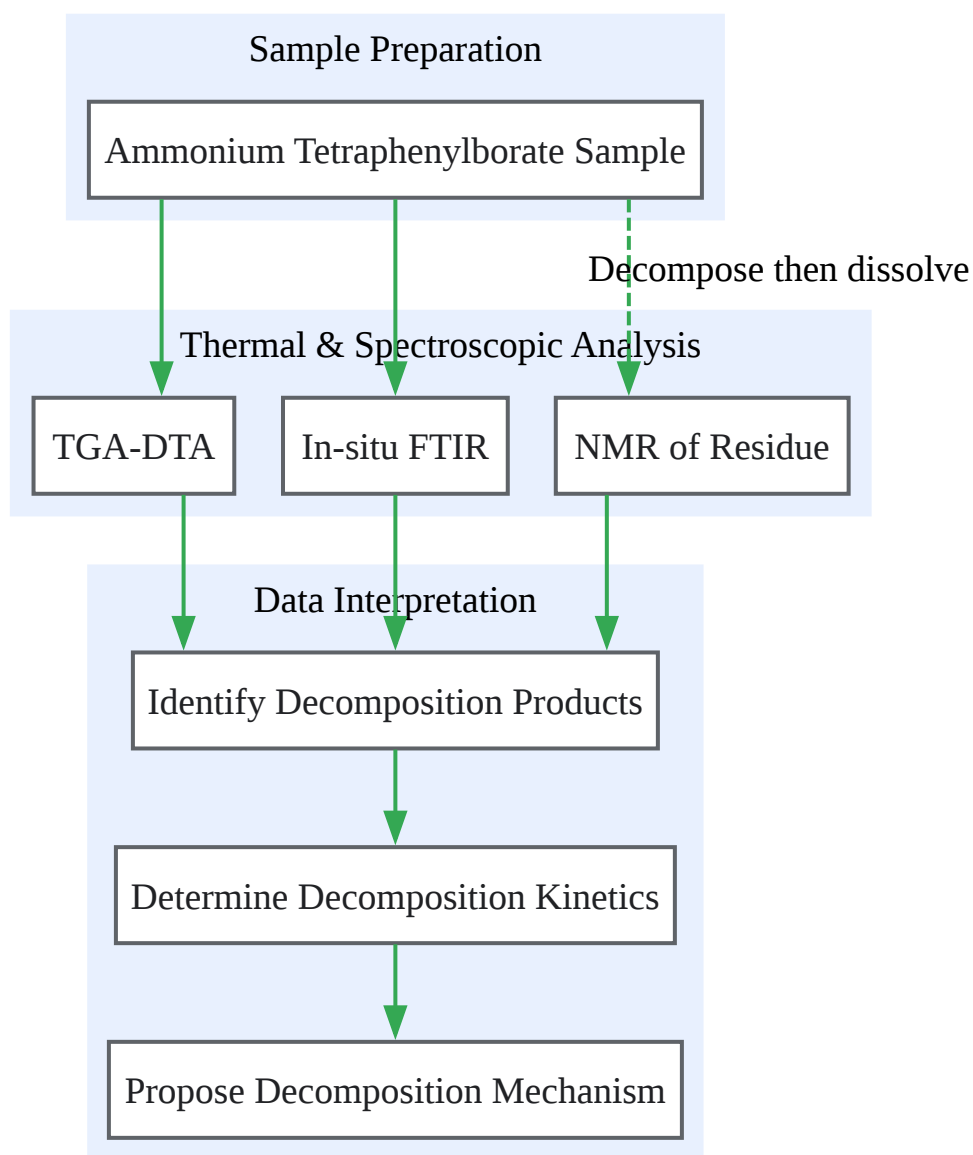 Sample Preparation
Ammonium Tetraphenylborate Sample
Decompose then dissolve
Thermal & Spectroscopic Analysis
TGA-DTA
In-situ FTIR
NMR of Residue
Data Interpretation
Identify Decomposition Products
Determine Decomposition Kinetics
Propose Decomposition Mechanism